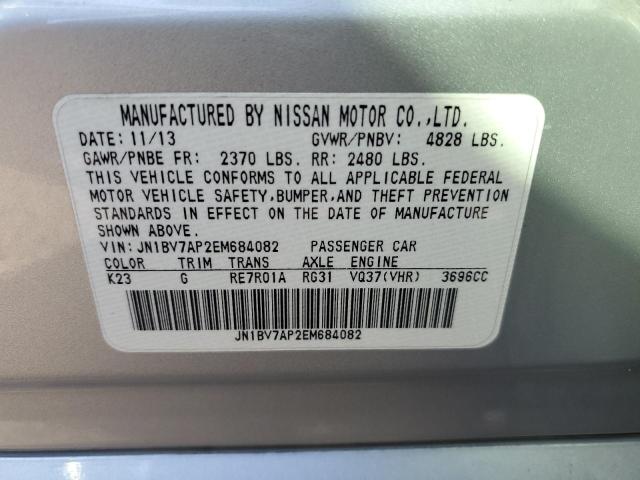 MANUFACTURED BY NISSAN MOTOR CO.,LTD.
DATE: 11/13 GVWR/PNBV: 4828 LBS.
GAWR/PNBE FR: 2370 LBS. RR: 2480 LBS.
THIS VEHICLE CONFORMS TO ALL APPLICABLE FEDERAL
MOTOR VEHICLE SAFETY,BUMPER,AND THEFT PREVENTION
STANDARDS IN EFFECT ON THE DATE OF MANUFACTURE
SHOWN ABOVE.
VIN: JN1BV7AP2EM684082 PASSENGER CAR
COLOR TRIM TRANS AXLE ENGINE
K23 G RE7R01A RG31 VQ37(VHR) 3696CC
JN1BV7AP2EM684082